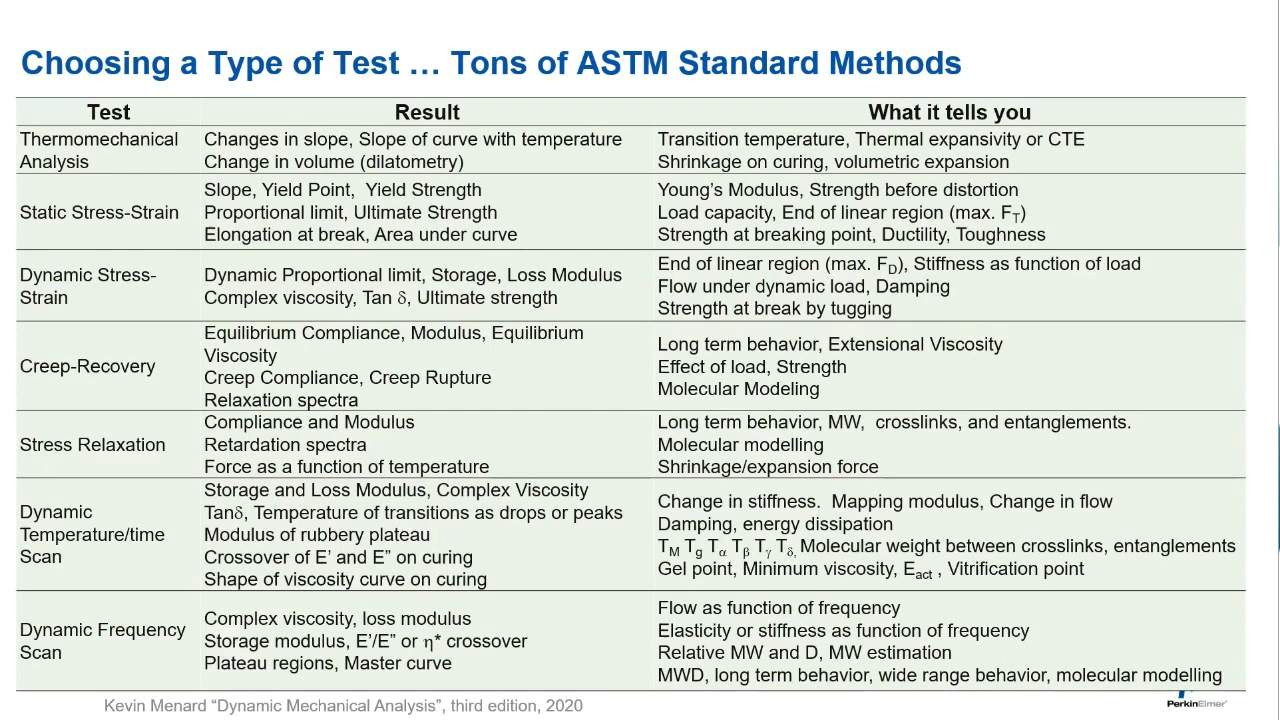 Choosing a Type of Test … Tons of ASTM Standard Methods
Test Result What it tells you
Thermomechanical Analysis
Changes in slope, Slope of curve with temperature
Change in volume (dilatometry)
Transition temperature, Thermal expansivity or CTE
Shrinkage on curing, volumetric expansion
Static Stress-Strain
Slope, Yield Point,  Yield Strength
Proportional limit, Ultimate Strength
Elongation at break, Area under curve
Young's Modulus, Strength before distortion
Load capacity, End of linear region (max. F_T)
Strength at breaking point, Ductility, Toughness
Dynamic Stress-
Strain
Dynamic Proportional limit, Storage, Loss Modulus
Complex viscosity, Tan δ, Ultimate strength
End of linear region (max. F_D), Stiffness as function of load
Flow under dynamic load, Damping
Strength at break by tugging
Creep-Recovery
Equilibrium Compliance, Modulus, Equilibrium
Viscosity
Creep Compliance, Creep Rupture
Relaxation spectra
Long term behavior, Extensional Viscosity
Effect of load, Strength
Molecular Modeling
Stress Relaxation
Compliance and Modulus
Retardation spectra
Force as a function of temperature
Long term behavior, MW,  crosslinks, and entanglements.
Molecular modelling
Shrinkage/expansion force
Dynamic
Temperature/time
Scan
Storage and Loss Modulus, Complex Viscosity
Tanδ, Temperature of transitions as drops or peaks
Modulus of rubbery plateau
Crossover of E' and E" on curing
Shape of viscosity curve on curing
Change in stiffness.  Mapping modulus, Change in flow
Damping, energy dissipation
T_M T_g T_α T_β T_γ T_δ, Molecular weight between crosslinks, entanglements
Gel point, Minimum viscosity, E_act , Vitrification point
Dynamic Frequency
Scan
Complex viscosity, loss modulus
Storage modulus, E'/E" or η* crossover
Plateau regions, Master curve
Flow as function of frequency
Elasticity or stiffness as function of frequency
Relative MW and D, MW estimation
MWD, long term behavior, wide range behavior, molecular modelling
Kevin Menard "Dynamic Mechanical Analysis", third edition, 2020
PerkinElmer